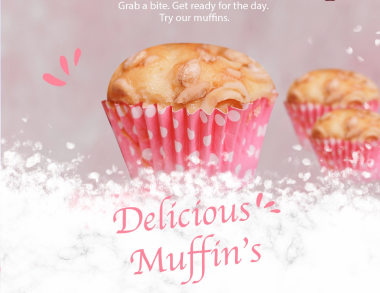 Grab a bite. Get ready for the day.
Try our muffins.
Delicious
Muffin's